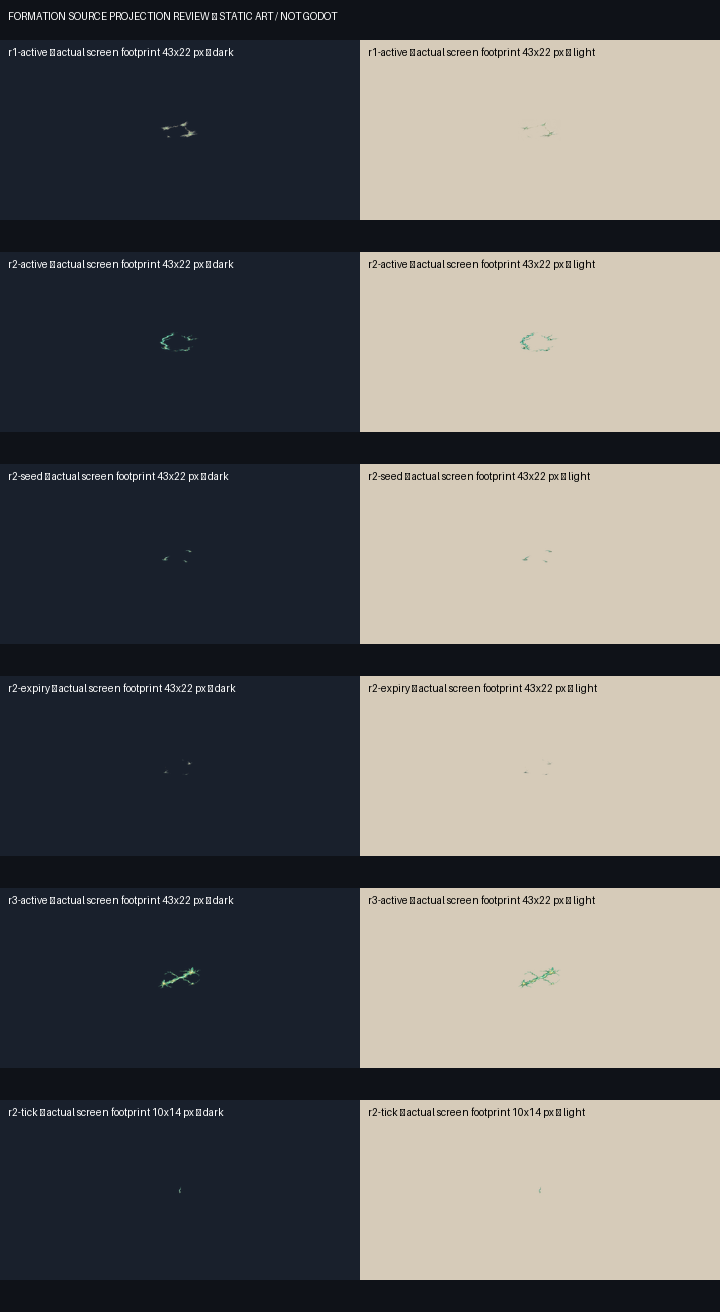 FORMATION SOURCE PROJECTION REVIEW □ STATIC ART / NOT GODOT
r1-active □ actual screen footprint 43x22 px □ dark
r1-active □ actual screen footprint 43x22 px □ light
r2-active □ actual screen footprint 43x22 px □ dark
r2-active □ actual screen footprint 43x22 px □ light
r2-seed □ actual screen footprint 43x22 px □ dark
r2-seed □ actual screen footprint 43x22 px □ light
r2-expiry □ actual screen footprint 43x22 px □ dark
r2-expiry □ actual screen footprint 43x22 px □ light
r3-active □ actual screen footprint 43x22 px □ dark
r3-active □ actual screen footprint 43x22 px □ light
r2-tick □ actual screen footprint 10x14 px □ dark
r2-tick □ actual screen footprint 10x14 px □ light